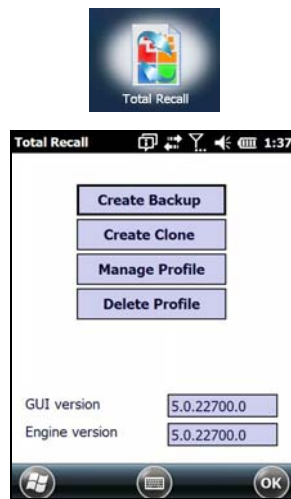 Total Recall
Total Recall 1:37
Create Backup
Create Clone
Manage Profile
Delete Profile
GUI version 5.0.22700.0
Engine version 5.0.22700.0
OK